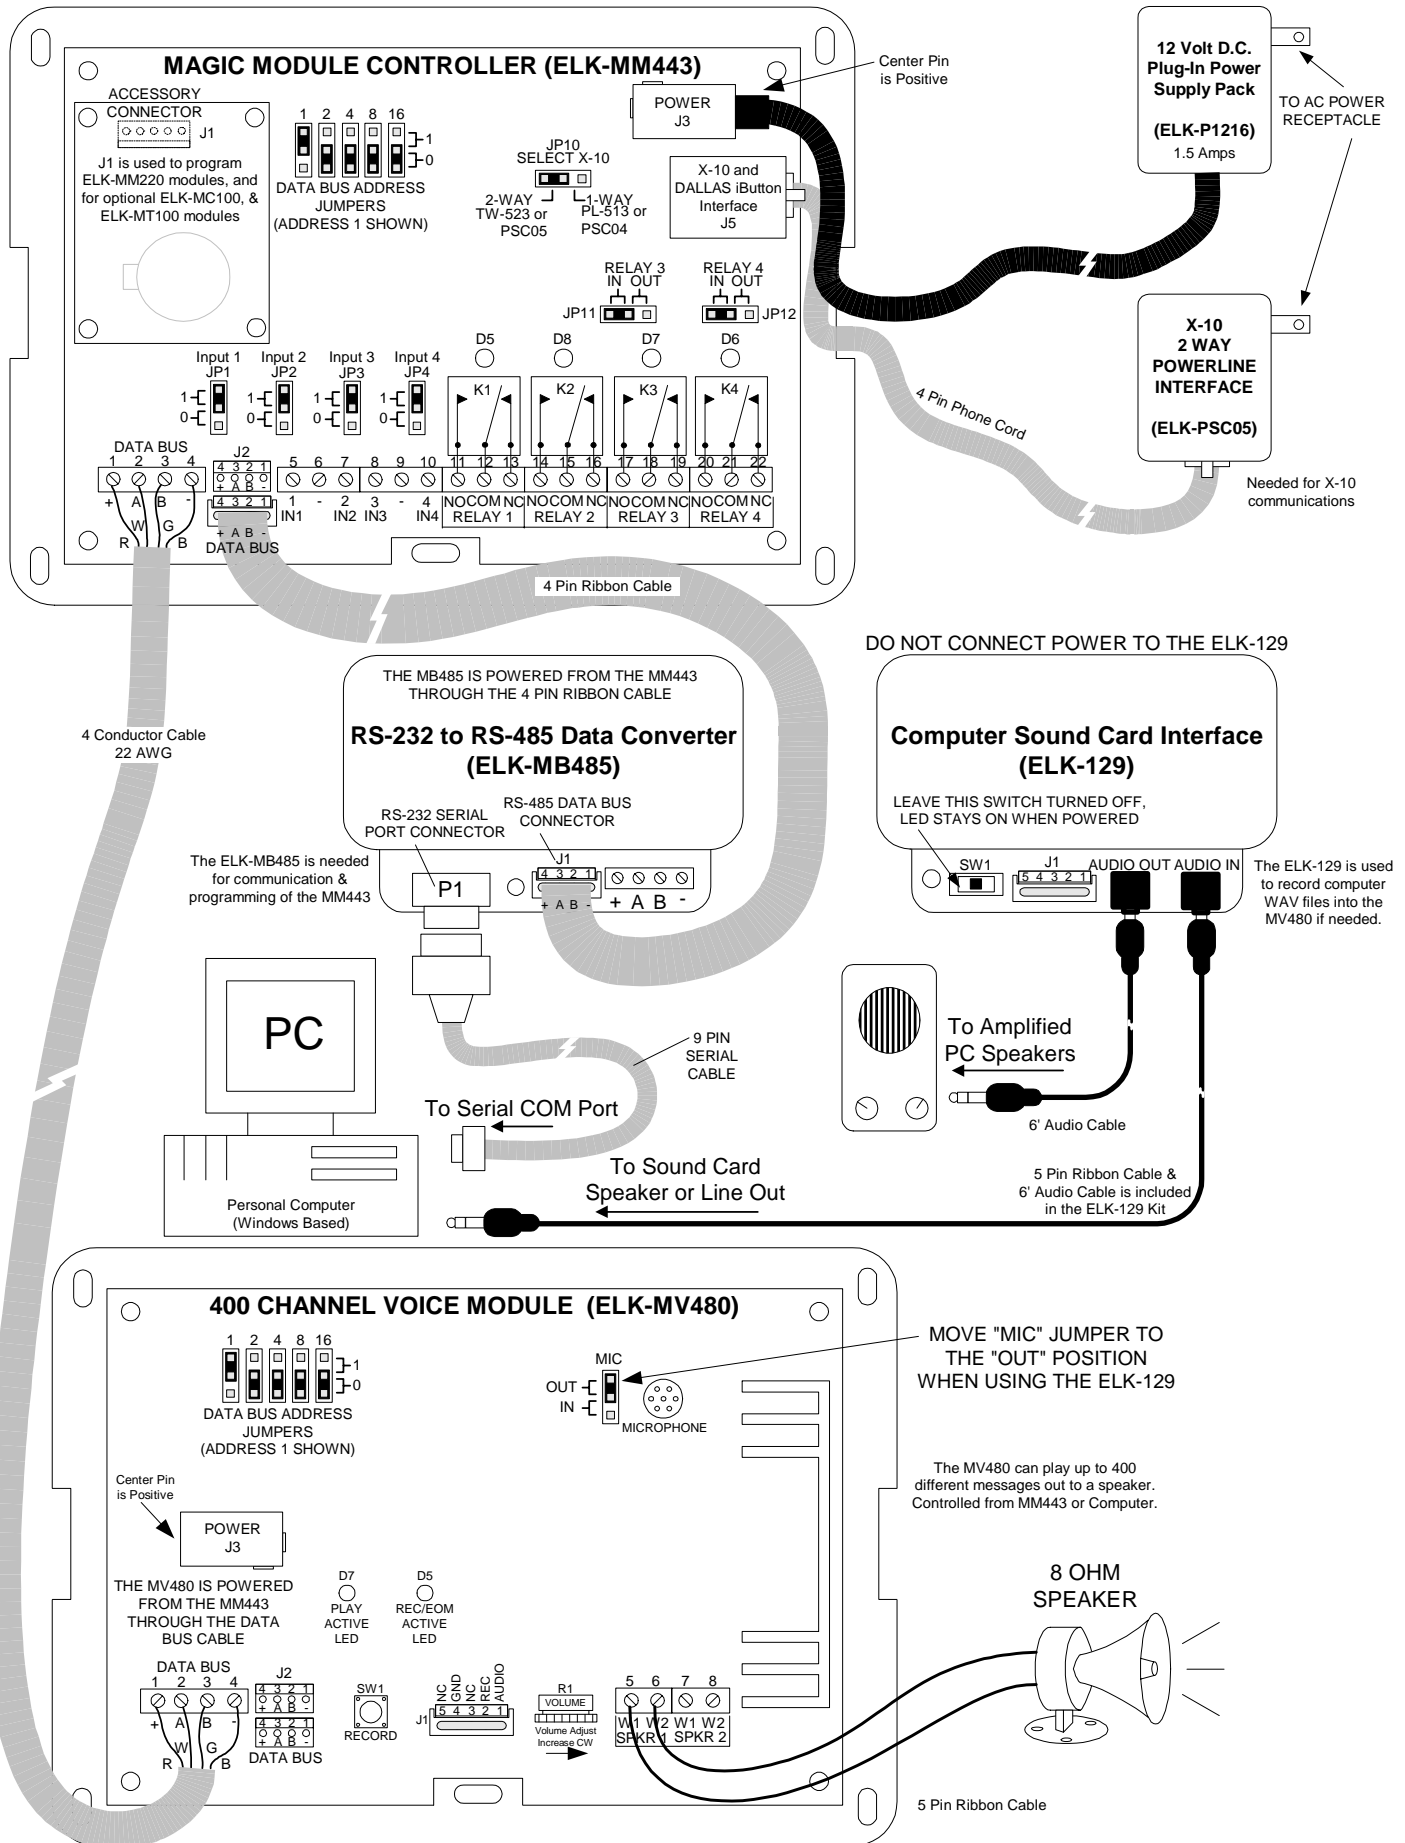 MAGIC MODULE CONTROLLER (ELK-MM443)
ACCESSORY
CONNECTOR
J1
J1 is used to program
ELK-MM220 modules, and
for optional ELK-MC100, &
ELK-MT100 modules
1 2 4 8 16
1
0
DATA BUS ADDRESS
JUMPERS
(ADDRESS 1 SHOWN)
JP10
SELECT X-10
2-WAY
TW-523 or
PSC05
1-WAY
PL-513 or
PSC04
POWER
J3
Center Pin
is Positive
X-10 and
DALLAS iButton
Interface
J5
12 Volt D.C.
Plug-In Power
Supply Pack
(ELK-P1216)
1.5 Amps
TO AC POWER
RECEPTACLE
X-10
2 WAY
POWERLINE
INTERFACE
(ELK-PSC05)
Needed for X-10
communications
4 Pin Phone Cord
RELAY 3
IN OUT
JP11
RELAY 4
IN OUT
JP12
D5 D8 D7 D6
K1 K2 K3 K4
Input 1
JP1
1
0
Input 2
JP2
1
0
Input 3
JP3
1
0
Input 4
JP4
1
0
DATA BUS
1 2 3 4
+ A B -
W G
R B
J2
4 3 2 1
+ A B -
4 3 2 1
+ A B -
DATA BUS
5 6 7 8 9 10
1 - 2 3 - 4
IN1 IN2 IN3 IN4
11 12 13 14 15 16 17 18 19 20 21 22
NO COM NC NO COM NC NO COM NC NO COM NC
RELAY 1 RELAY 2 RELAY 3 RELAY 4
4 Pin Ribbon Cable
4 Conductor Cable
22 AWG
THE MB485 IS POWERED FROM THE MM443
THROUGH THE 4 PIN RIBBON CABLE
RS-232 to RS-485 Data Converter
(ELK-MB485)
RS-232 SERIAL
PORT CONNECTOR
RS-485 DATA BUS
CONNECTOR
P1
J1
4 3 2 1
+ A B -
+ A B -
The ELK-MB485 is needed
for communication &
programming of the MM443
DO NOT CONNECT POWER TO THE ELK-129
Computer Sound Card Interface
(ELK-129)
LEAVE THIS SWITCH TURNED OFF,
LED STAYS ON WHEN POWERED
SW1
J1
5 4 3 2 1
AUDIO OUT AUDIO IN
The ELK-129 is used
to record computer
WAV files into the
MV480 if needed.
PC
Personal Computer
(Windows Based)
9 PIN
SERIAL
CABLE
To Serial COM Port
To Amplified
PC Speakers
6' Audio Cable
To Sound Card
Speaker or Line Out
5 Pin Ribbon Cable &
6' Audio Cable is included
in the ELK-129 Kit
400 CHANNEL VOICE MODULE (ELK-MV480)
1 2 4 8 16
1
0
DATA BUS ADDRESS
JUMPERS
(ADDRESS 1 SHOWN)
MIC
OUT
IN
MICROPHONE
MOVE "MIC" JUMPER TO
THE "OUT" POSITION
WHEN USING THE ELK-129
The MV480 can play up to 400
different messages out to a speaker.
Controlled from MM443 or Computer.
Center Pin
is Positive
POWER
J3
THE MV480 IS POWERED
FROM THE MM443
THROUGH THE DATA
BUS CABLE
D7
PLAY
ACTIVE
LED
D5
REC/EOM
ACTIVE
LED
8 OHM
SPEAKER
DATA BUS
1 2 3 4
+ A B -
W G
R B
J2
4 3 2 1
+ A B -
4 3 2 1
+ A B -
DATA BUS
SW1
RECORD
NC
GND
NC
REC
AUDIO
5 4 3 2 1
J1
R1
VOLUME
Volume Adjust
Increase CW
5 6 7 8
W1 W2 W1 W2
SPKR 1 SPKR 2
5 Pin Ribbon Cable